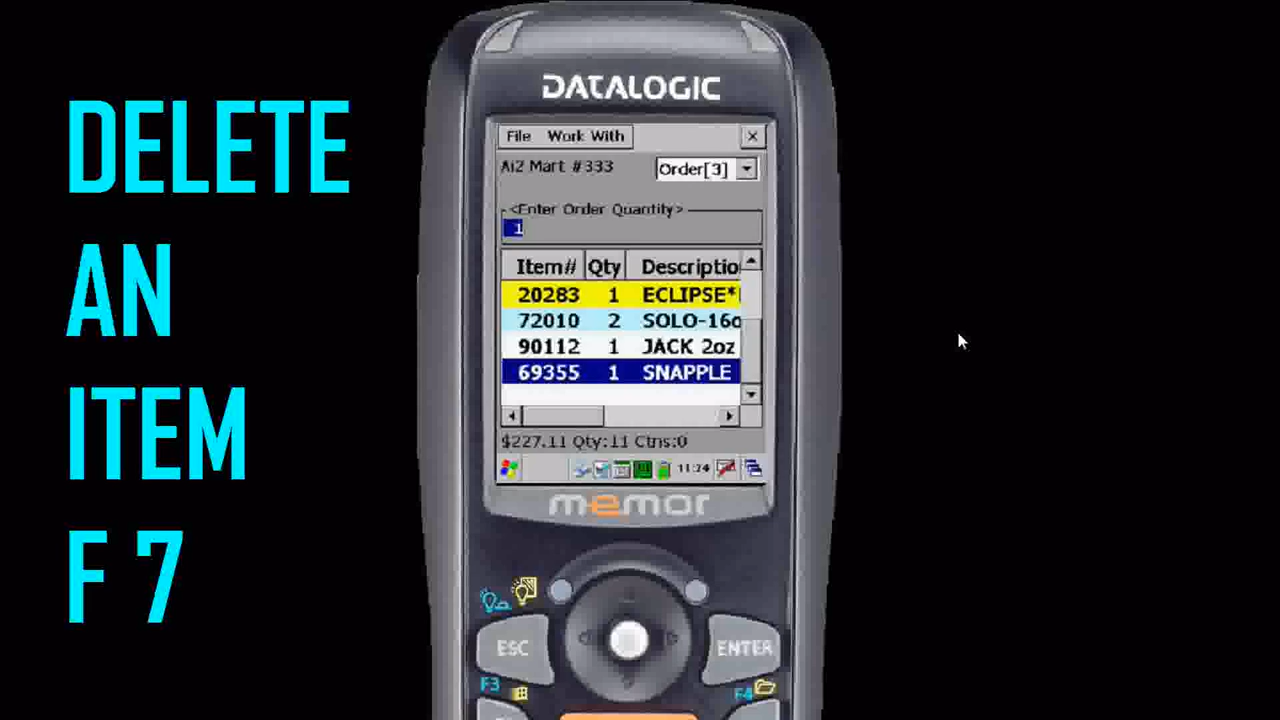 DELETE
AN
ITEM
F 7
DATALOGIC
File Work With
Ai2 Mart #333 Order[3]
<Enter Order Quantity>
1
Item# Qty Descriptio
20283 1 ECLIPSE*
72010 2 SOLO-16o
90112 1 JACK 2oz
69355 1 SNAPPLE
$227.11 Qty:11 Ctns:0
11:24
memor
ESC ENTER
F3 F4